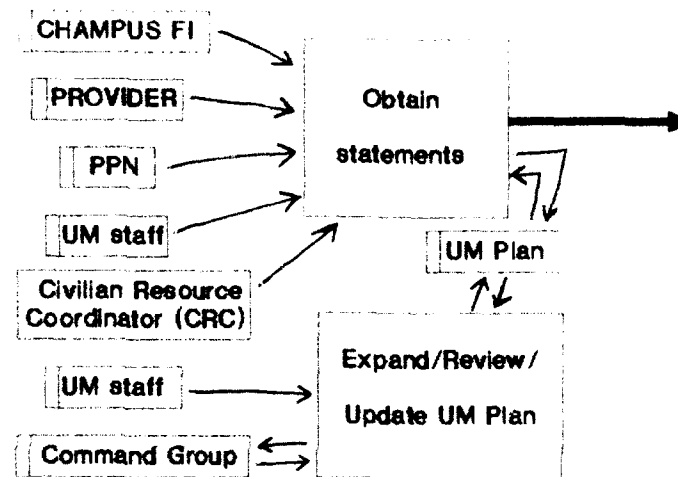 CHAMPUS FI
PROVIDER
PPN
UM staff
Civilian Resource
Coordinator (CRC)
Obtain
statements
UM Plan
UM staff
Command Group
Expand/Review/
Update UM Plan